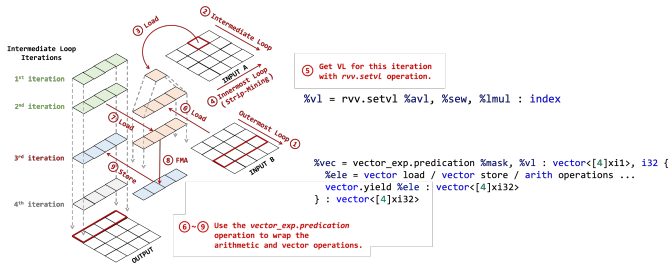 ③ Load
② Intermediate Loop
Intermediate Loop
Iterations
1st iteration
INPUT A
④ Innermost Loop
(Strip-Mining)
⑤ Get VL for this iteration
with rvv.setvl operation.
%vl = rvv.setvl %avl, %sew, %lmul : index
2nd iteration
⑥ Load
⑦ Load
Outermost Loop ①
3rd iteration
⑧ FMA
INPUT B
⑨ Store
%vec = vector_exp.predication %mask, %vl : vector<[4]xi1>, i32 {
%ele = vector load / vector store / arith operations ...
vector.yield %ele : vector<[4]xi32>
} : vector<[4]xi32>
4th iteration
⑥~⑨ Use the vector_exp.predication
operation to wrap the
arithmetic and vector operations.
OUTPUT